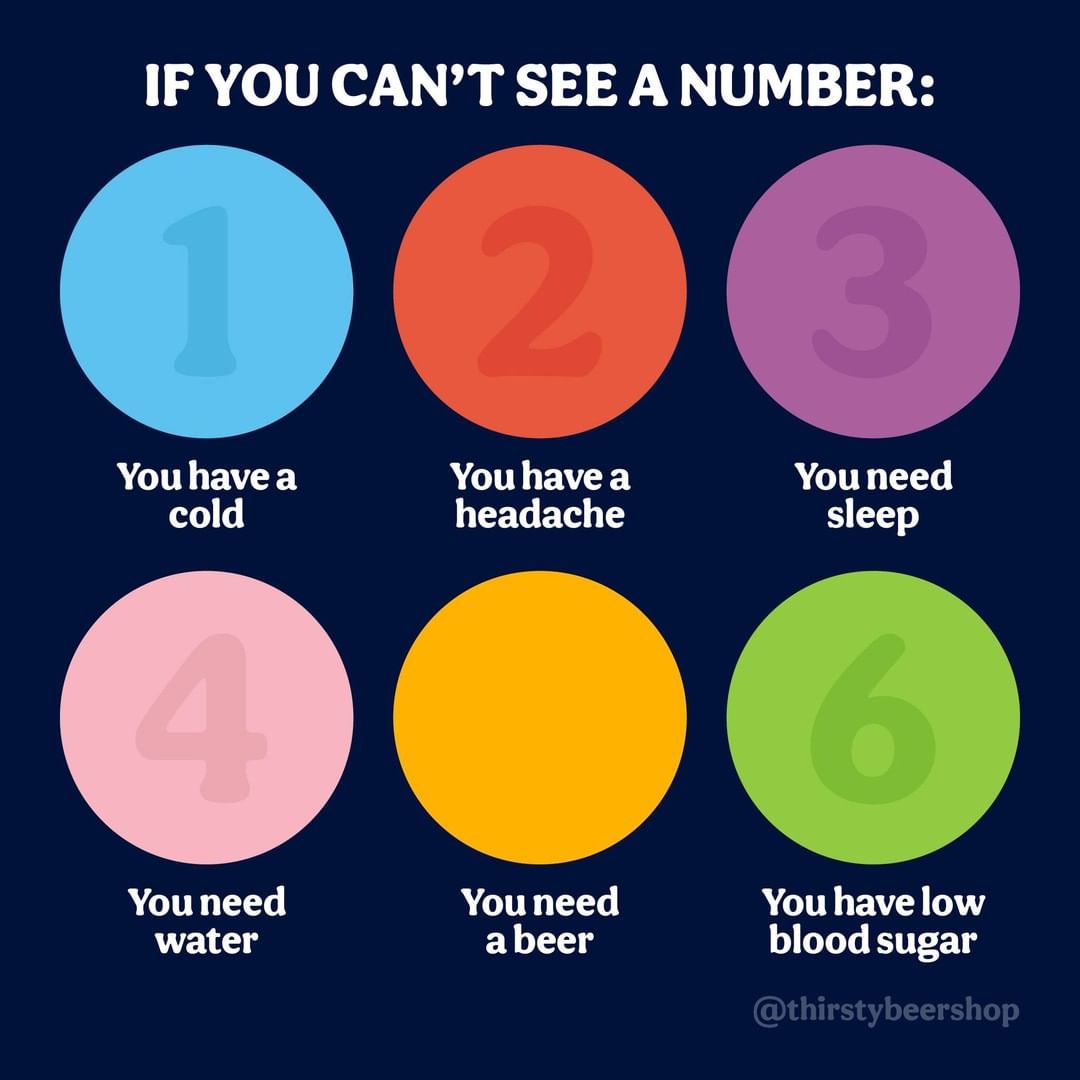 IF YOU CAN'T SEE A NUMBER:
1
2
3
You have a
cold
You have a
headache
You need
sleep
4
6
You need
water
You need
a beer
You have low
blood sugar
@thirstybeershop